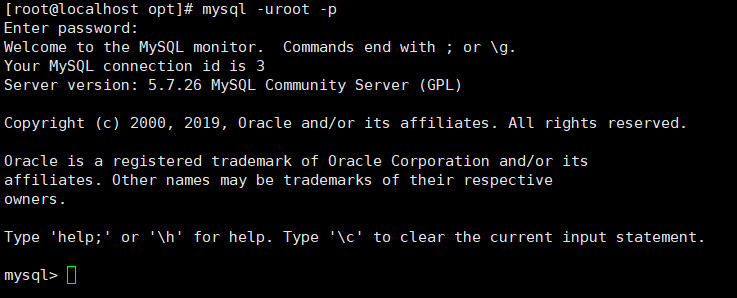 [root@localhost opt]# mysql -uroot -p
Enter password:
Welcome to the MySQL monitor.  Commands end with ; or \g.
Your MySQL connection id is 3
Server version: 5.7.26 MySQL Community Server (GPL)
Copyright (c) 2000, 2019, Oracle and/or its affiliates. All rights reserved.
Oracle is a registered trademark of Oracle Corporation and/or its
affiliates. Other names may be trademarks of their respective
owners.
Type 'help;' or '\h' for help. Type '\c' to clear the current input statement.
mysql>